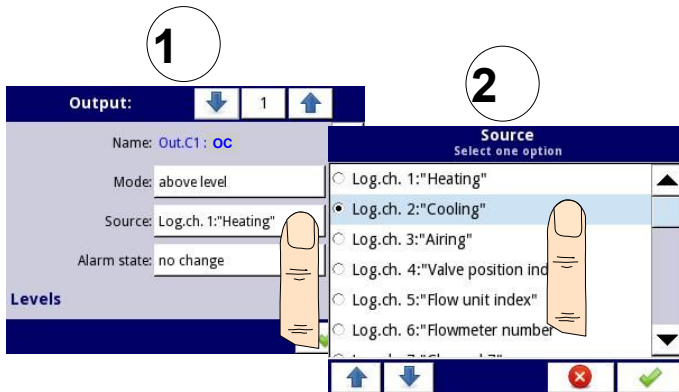 1
Output:
1
Name: Out.C1: OC
Mode: above level
Source: Log.ch. 1:"Heating"
Alarm state: no change
Levels
2
Source
Select one option
Log.ch. 1:"Heating"
Log.ch. 2:"Cooling"
Log.ch. 3:"Airing"
Log.ch. 4:"Valve position ind
Log.ch. 5:"Flow unit index"
Log.ch. 6:"Flowmeter number